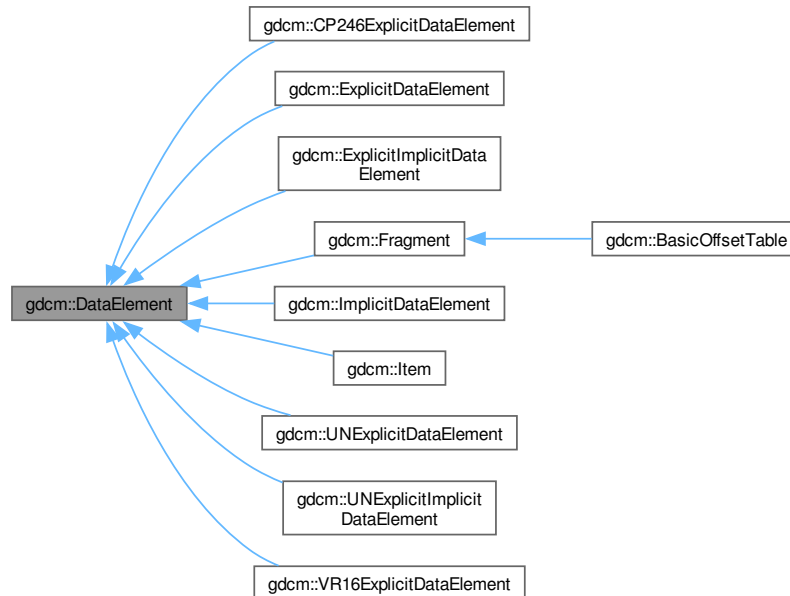 gdcm::CP246ExplicitDataElement
gdcm::ExplicitDataElement
gdcm::ExplicitImplicitData
Element
gdcm::Fragment
gdcm::BasicOffsetTable
gdcm::DataElement
gdcm::ImplicitDataElement
gdcm::Item
gdcm::UNExplicitDataElement
gdcm::UNExplicitImplicit
DataElement
gdcm::VR16ExplicitDataElement